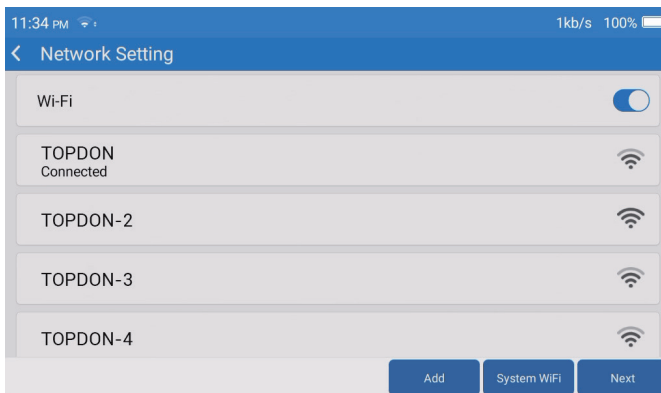 11:34 PM 1kb/s 100%
Network Setting
Wi-Fi
TOPDON
Connected
TOPDON-2
TOPDON-3
TOPDON-4
Add System WiFi Next